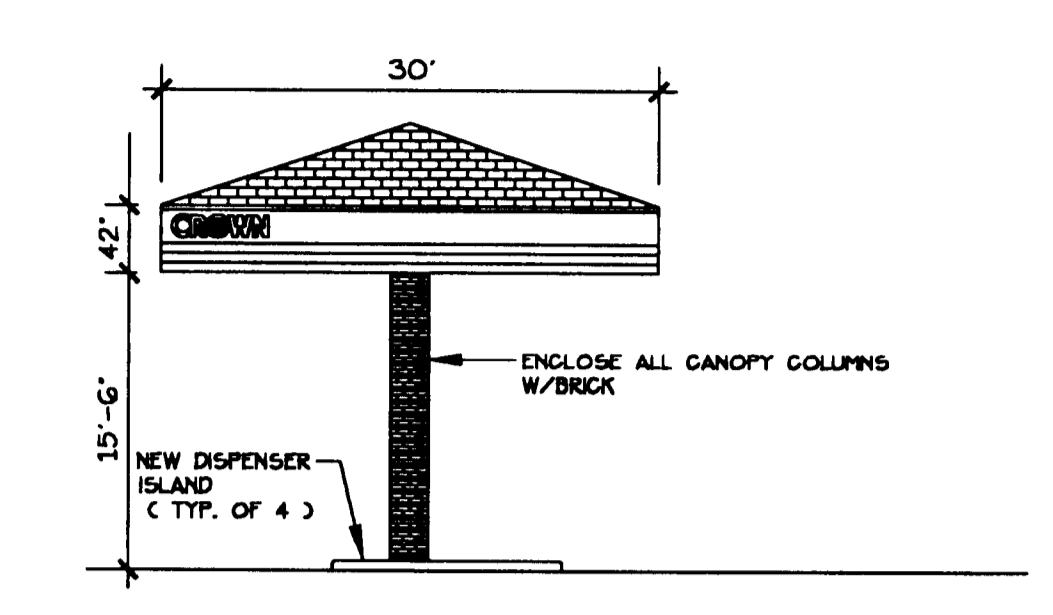 30'
CROWN
42"
ENCLOSE ALL CANOPY COLUMNS
W/BRICK
15'-6"
NEW DISPENSER
ISLAND
( TYP. OF 4 )